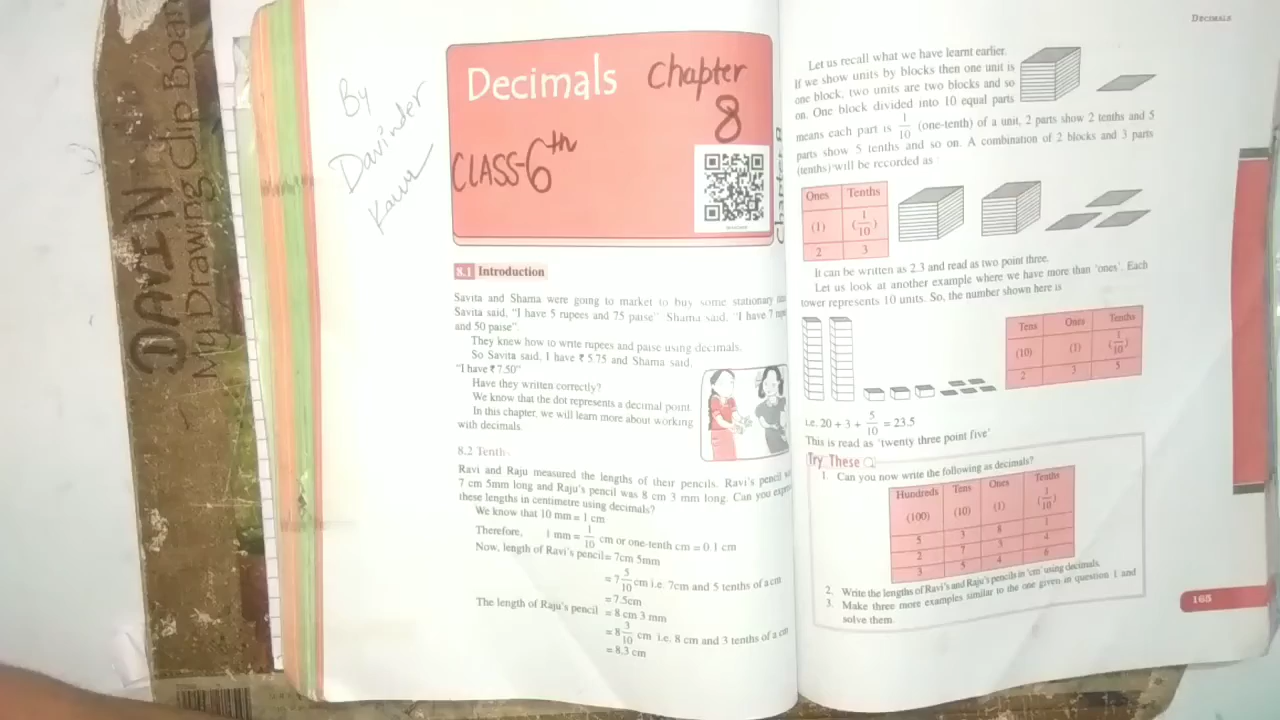 DAVEN
My Drawing Clip Board
By
Davinder
Kaur
Decimals
Chapter
8
CLASS-6th
Chapter 8
8.1 Introduction
Savita and Shama were going to market to buy some stationary
Savita said, "I have 5 rupees and 75 paise" Shama said, "I have 7
and 50 paise".
They knew how to write rupees and paise using decimals.
So Savita said, I have ₹ 5.75 and Shama said,
"I have ₹ 7.50"
Have they written correctly?
We know that the dot represents a decimal point.
In this chapter, we will learn more about working
with decimals.
8.2 Tenth
Ravi and Raju measured the lengths of their pencils. Ravi's pencil
7 cm 5mm long and Raju's pencil was 8 cm 3 mm long. Can you
these lengths in centimetre using decimals?
We know that 10 mm = 1 cm
Therefore, 1 mm = 1/10 cm or one-tenth cm = 0.1 cm
Now, length of Ravi's pencil= 7cm 5mm
= 7 5/10 cm i.e. 7cm and 5 tenths of a cm
= 7.5cm
The length of Raju's pencil = 8 cm 3 mm
= 8 3/10 cm i.e. 8 cm and 3 tenths of a cm
= 8.3 cm
DECIMALS
Let us recall what we have learnt earlier.
If we show units by blocks then one unit is
one block, two units are two blocks and so
on. One block divided into 10 equal parts
means each part is 1/10 (one-tenth) of a unit, 2 parts show 2 tenths and 5
parts show 5 tenths and so on. A combination of 2 blocks and 3 parts
(tenths) will be recorded as
Ones Tenths
(1) (1/10)
2 3
It can be written as 2.3 and read as two point three.
Let us look at another example where we have more than 'ones'. Each
tower represents 10 units. So, the number shown here is
Tens Ones Tenths
(10) (1) (1/10)
2 3 5
i.e. 20 + 3 + 5/10 = 23.5
This is read as 'twenty three point five'
Try These
1. Can you now write the following as decimals?
Hundreds Tens Ones Tenths
(100) (10) (1) (1/10)
5 3 8 1
2 7 3 4
3 5 4 6
2. Write the lengths of Ravi's and Raju's pencils in 'cm' using decimals.
3. Make three more examples similar to the one given in question 1 and
solve them.
165